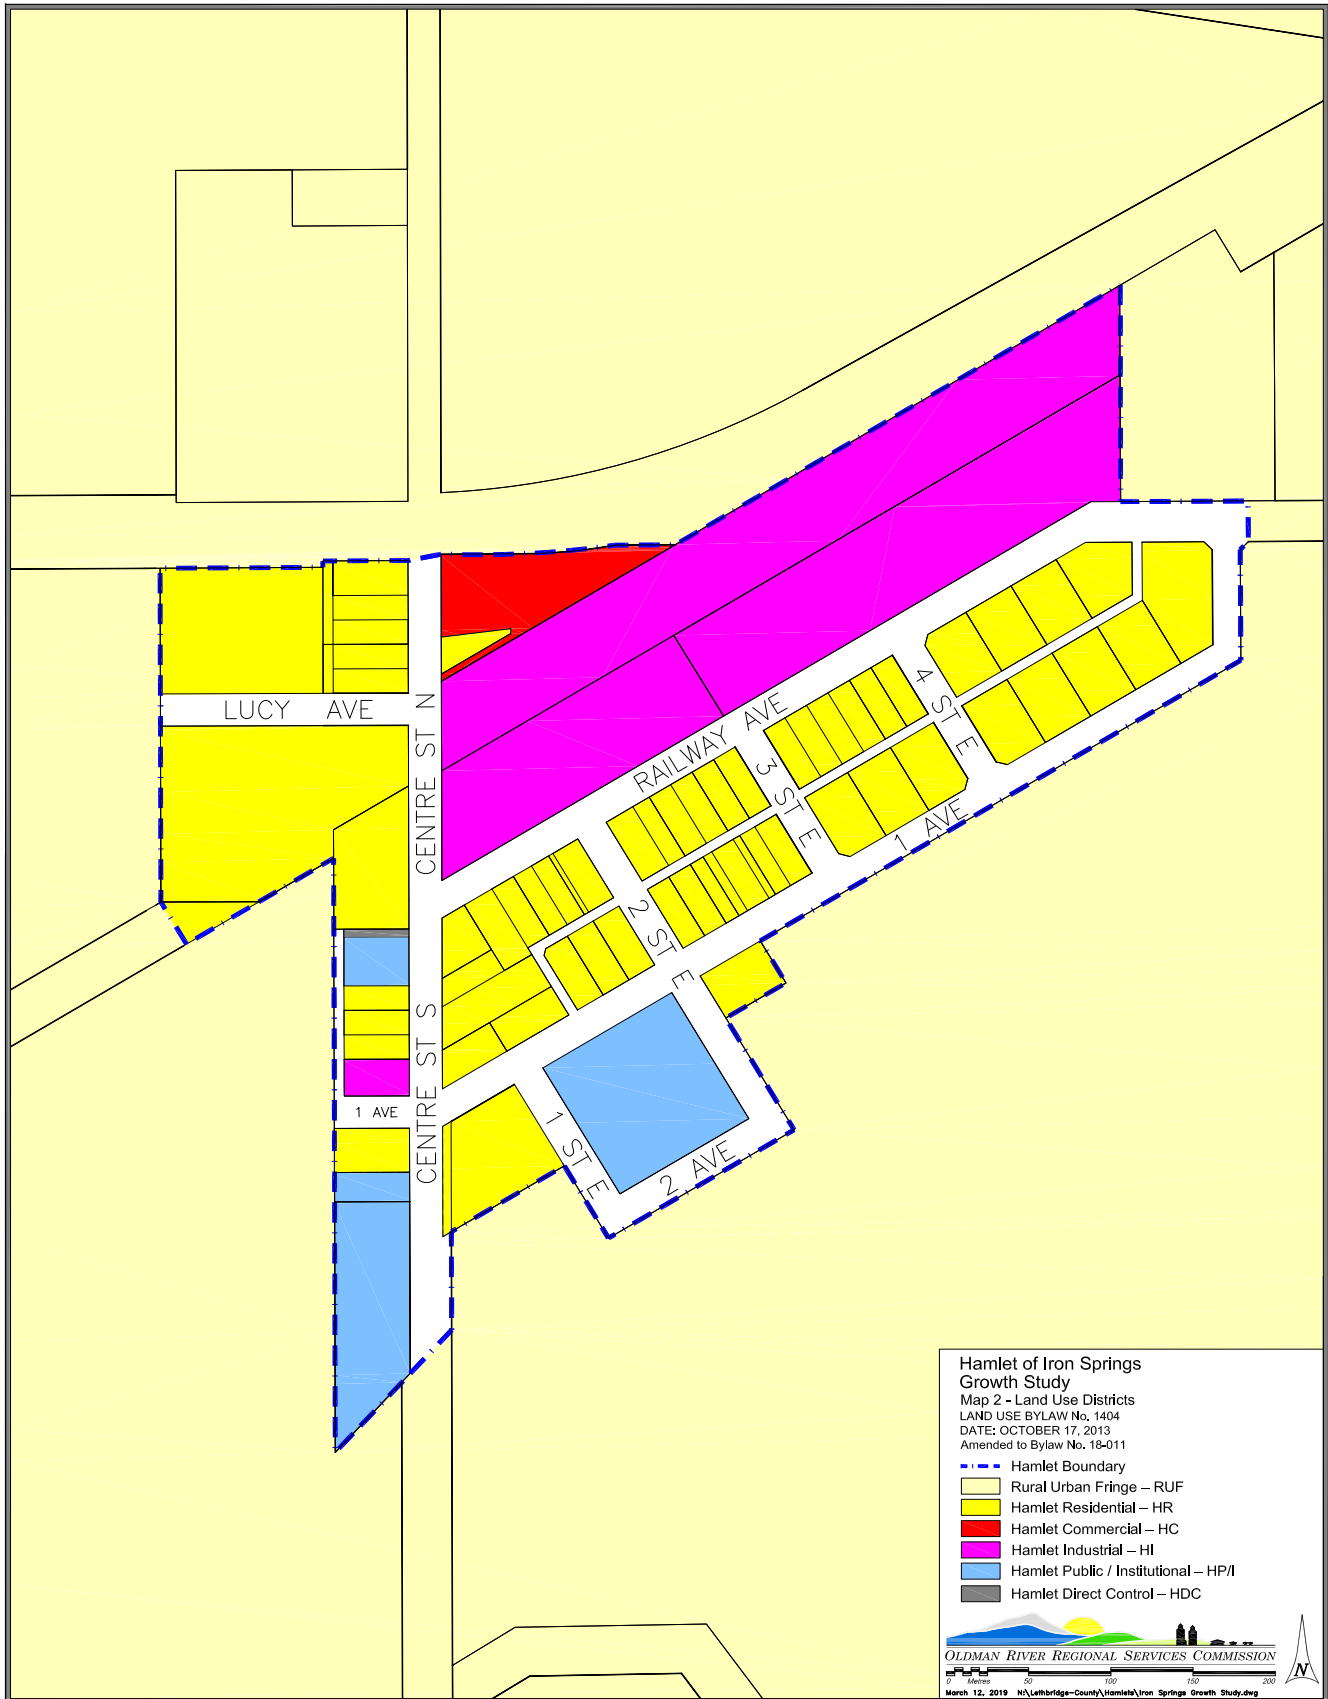 LUCY AVE
CENTRE ST N
RAILWAY AVE
4 ST E
3 ST E
1 AVE
2 ST E
CENTRE ST S
1 AVE
1 ST E
2 AVE
Hamlet of Iron Springs
Growth Study
Map 2 - Land Use Districts
LAND USE BYLAW No. 1404
DATE: OCTOBER 17, 2013
Amended to Bylaw No. 18-011
Hamlet Boundary
Rural Urban Fringe – RUF
Hamlet Residential – HR
Hamlet Commercial – HC
Hamlet Industrial – HI
Hamlet Public / Institutional – HP/I
Hamlet Direct Control – HDC
OLDMAN RIVER REGIONAL SERVICES COMMISSION
0 Metres 50 100 150 200
N
March 12, 2019 N:\Lethbridge-County\Hamlets\Iron Springs Growth Study.dwg